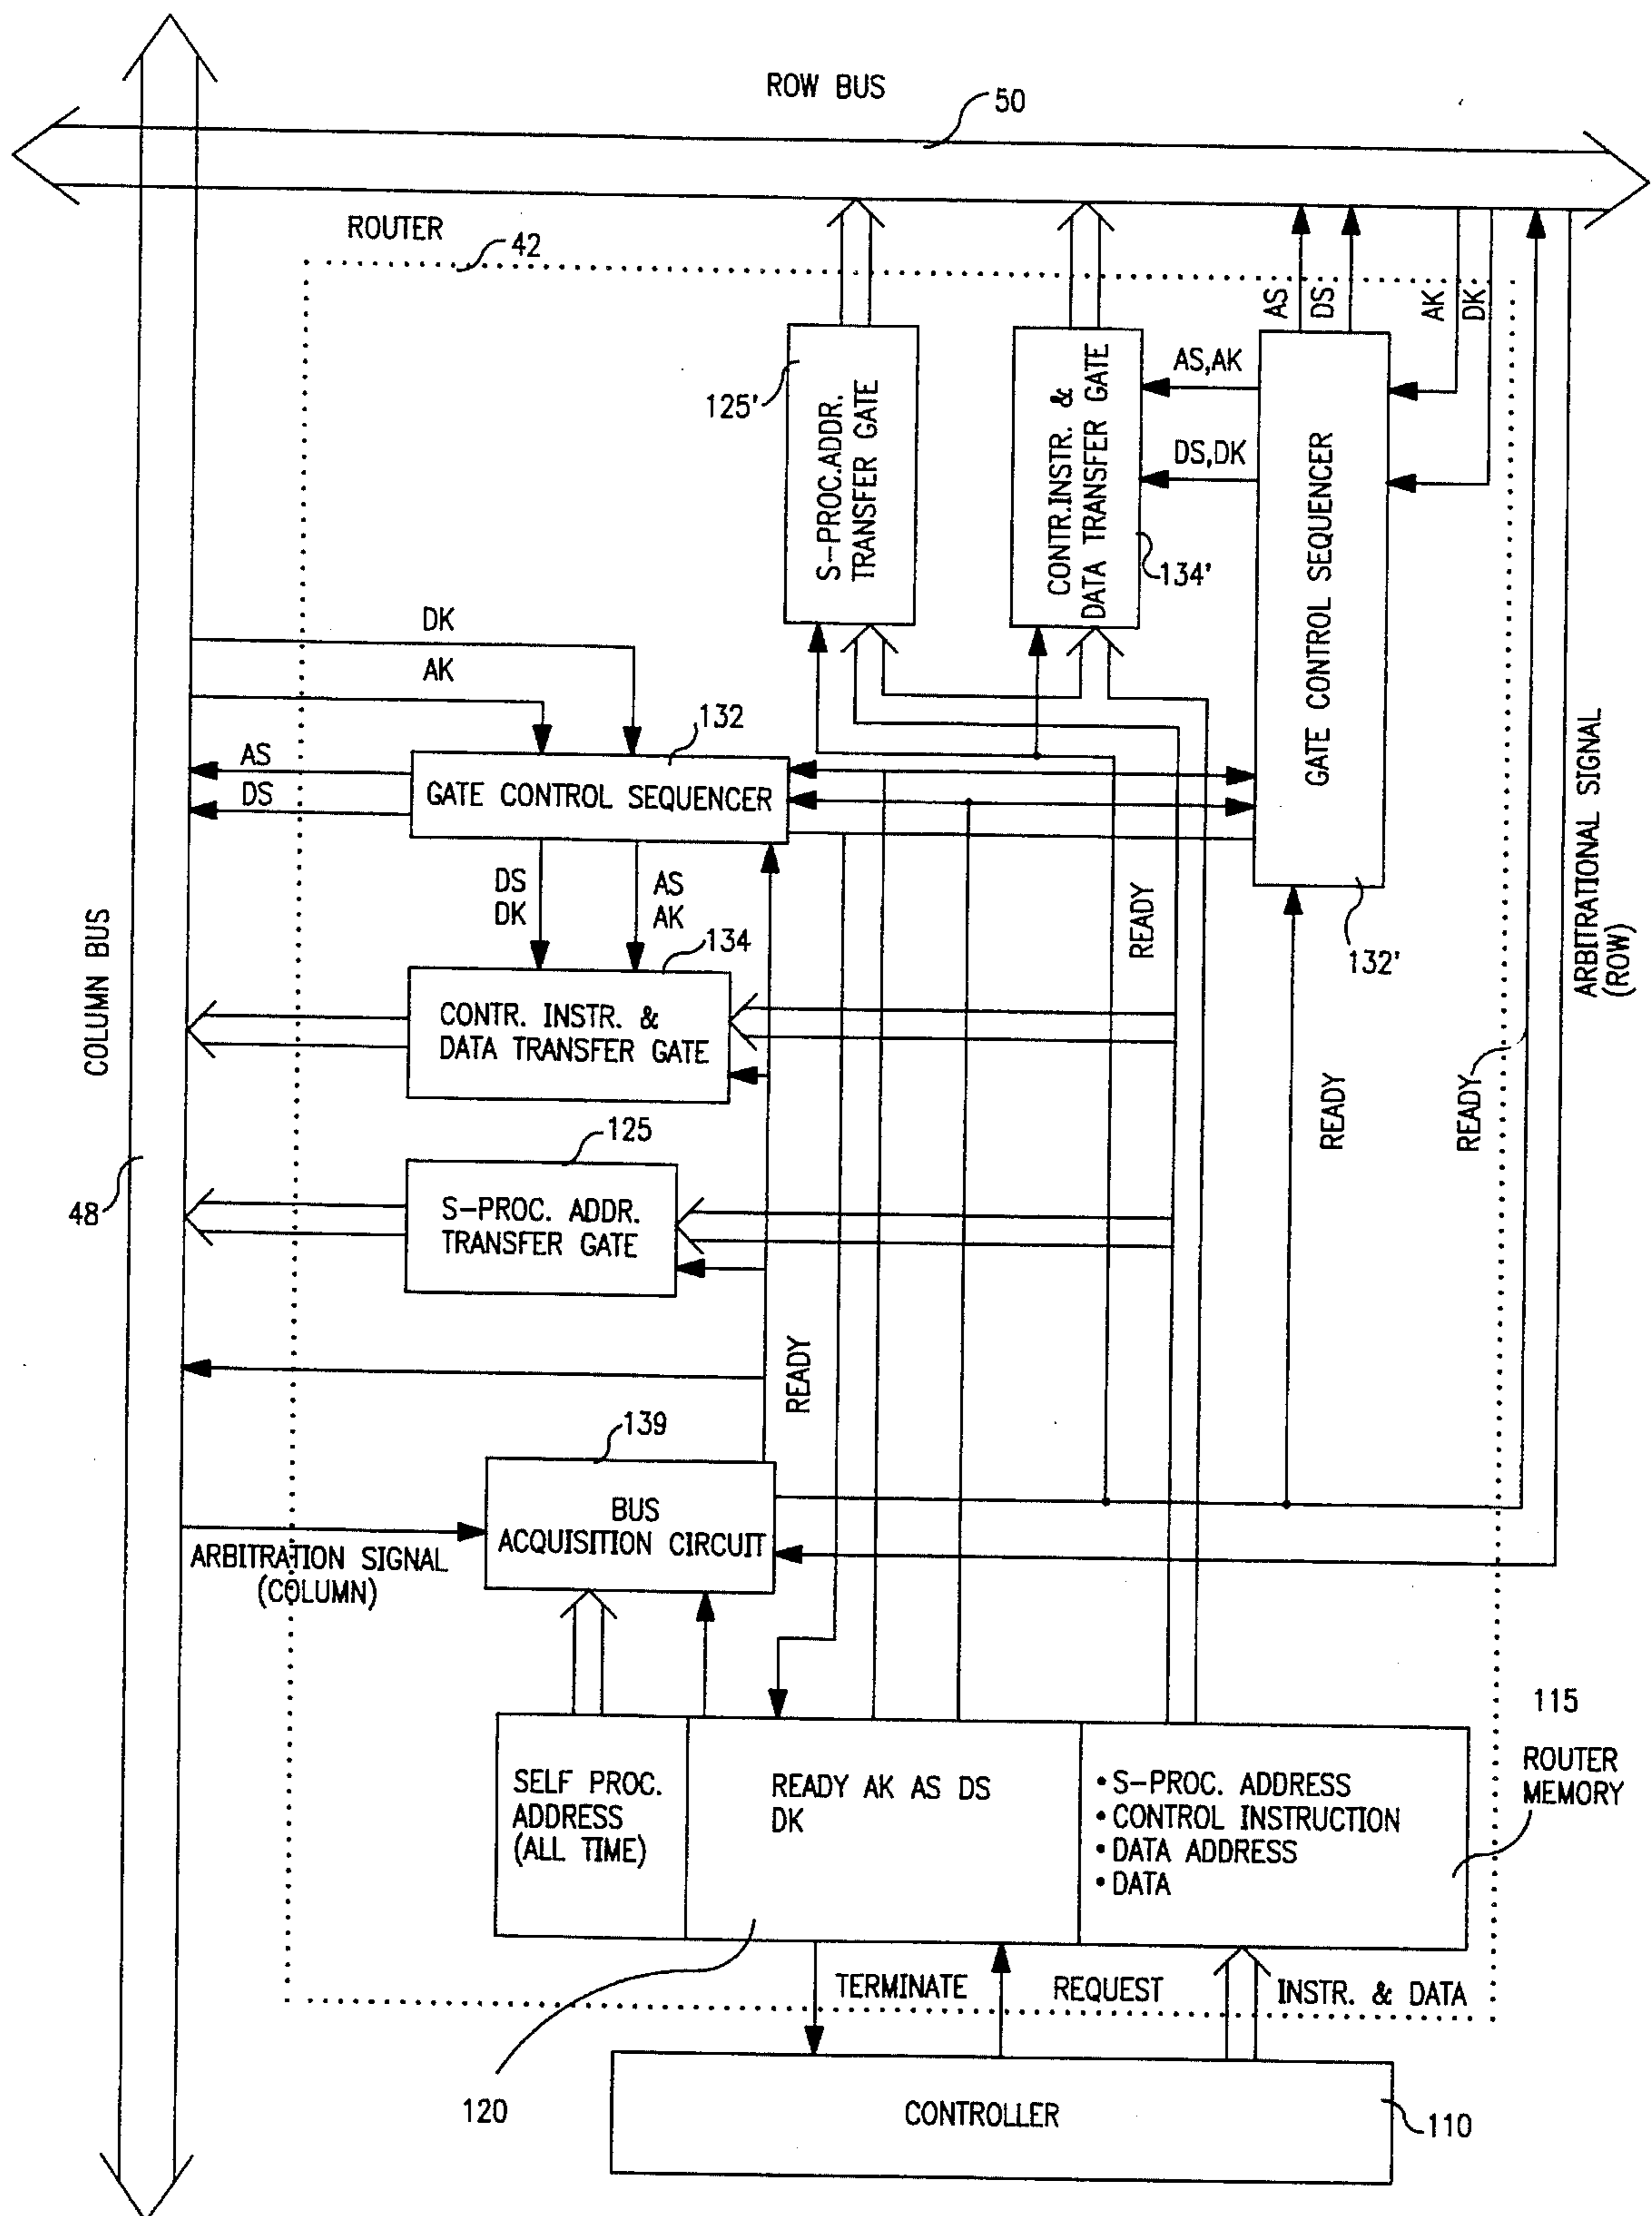 ROW BUS
50
ROUTER
42
AS
DS
AK
DK
125'
S-PROC.ADDR.
TRANSFER GATE
CONTR.INSTR. &
DATA TRANSFER GATE
134'
AS,AK
DS,DK
GATE CONTROL SEQUENCER
132'
DK
AK
132
AS
DS
GATE CONTROL SEQUENCER
DS
DK
AS
AK
134
READY
ARBITRATIONAL SIGNAL
(ROW)
COLUMN BUS
CONTR. INSTR. &
DATA TRANSFER GATE
READY
READY
125
48
S-PROC. ADDR.
TRANSFER GATE
READY
139
BUS
ACQUISITION CIRCUIT
ARBITRATION SIGNAL
(COLUMN)
115
ROUTER
MEMORY
SELF PROC.
ADDRESS
(ALL TIME)
READY AK AS DS
DK
• S-PROC. ADDRESS
• CONTROL INSTRUCTION
• DATA ADDRESS
• DATA
TERMINATE
REQUEST
INSTR. & DATA
120
CONTROLLER
110